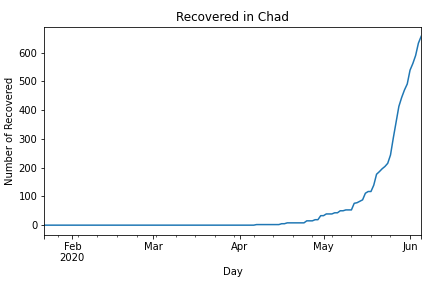 Recovered in Chad
Number of Recovered
600
500
400
300
200
100
0
Feb
2020
Mar
Apr
May
Jun
Day